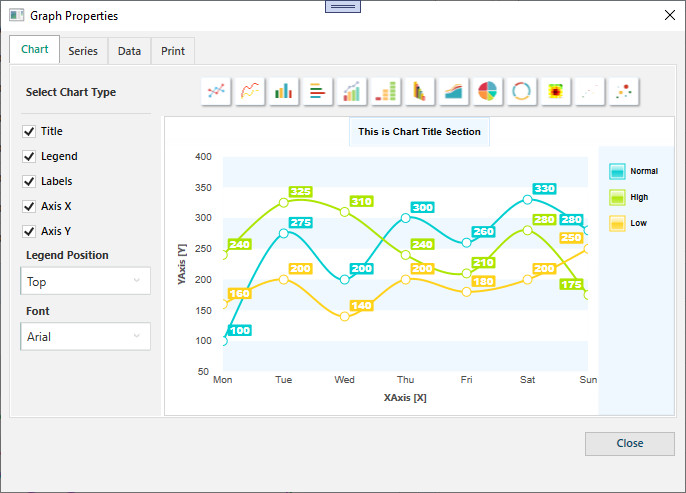 Graph Properties
Chart
Series
Data
Print
Select Chart Type
Title
Legend
Labels
Axis X
Axis Y
Legend Position
Top
Font
Arial
This is Chart Title Section
YAxis [Y]
400
350
300
250
200
150
100
50
240
325
310
240
210
280
175
100
275
200
300
260
330
280
160
200
140
200
180
200
250
Mon
Tue
Wed
Thu
Fri
Sat
Sun
XAxis [X]
Normal
High
Low
Close